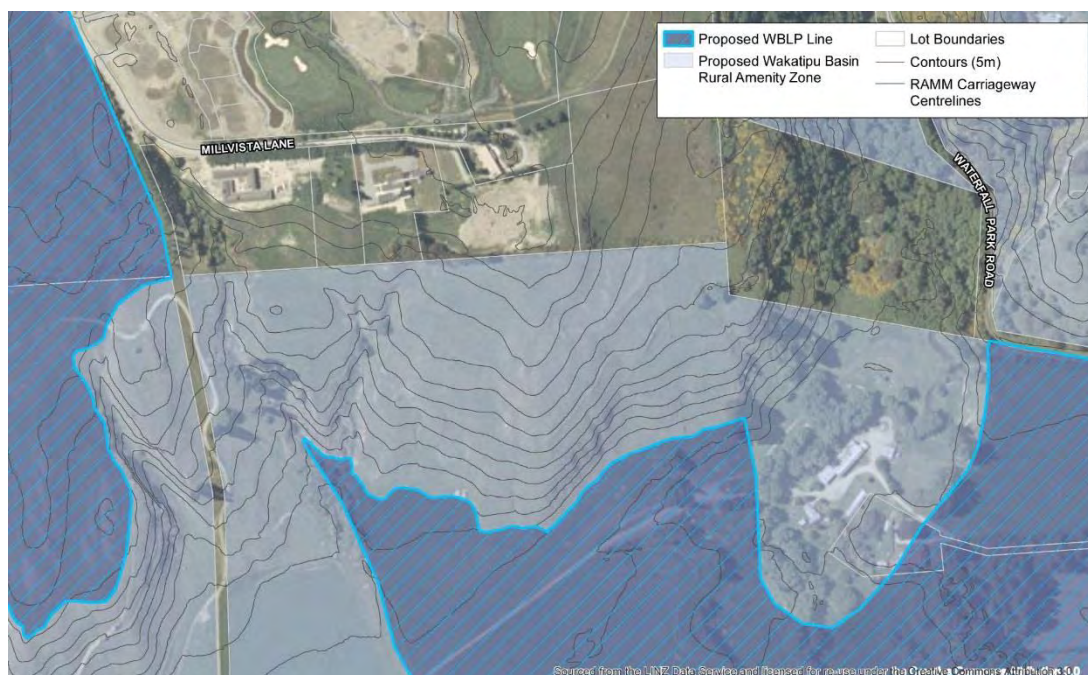 Proposed WBLP Line
Proposed Wakatipu Basin
Rural Amenity Zone
Lot Boundaries
Contours (5m)
RAMM Carriageway
Centrelines
MILLVISTA LANE
WATERFALL PARK ROAD
Sourced from the LINZ Data Service and licensed for re-use under the Creative Commons Attribution 3.0.0